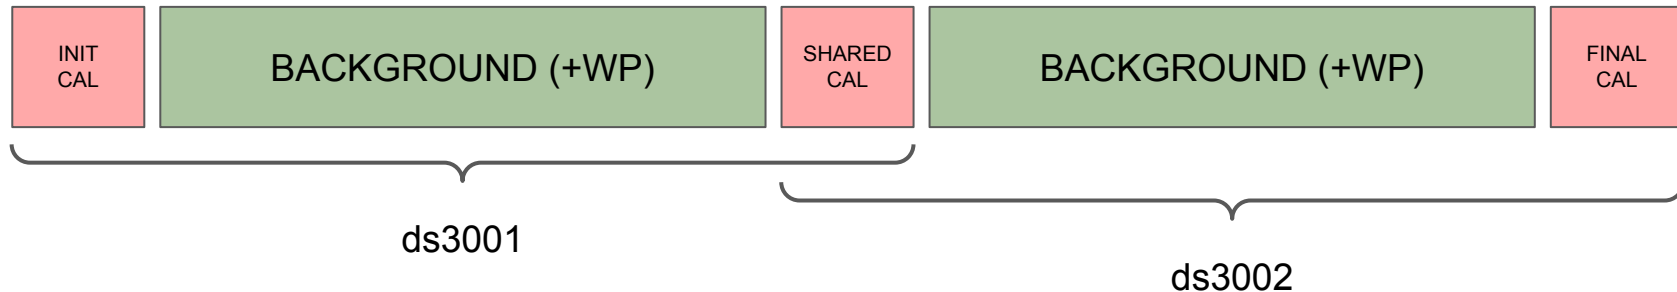 INIT
CAL
BACKGROUND (+WP)
SHARED
CAL
BACKGROUND (+WP)
FINAL
CAL
ds3001
ds3002